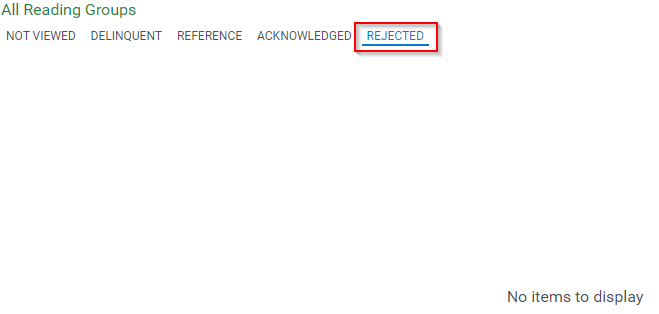 All Reading Groups
NOT VIEWED DELINQUENT REFERENCE ACKNOWLEDGED REJECTED
No items to display